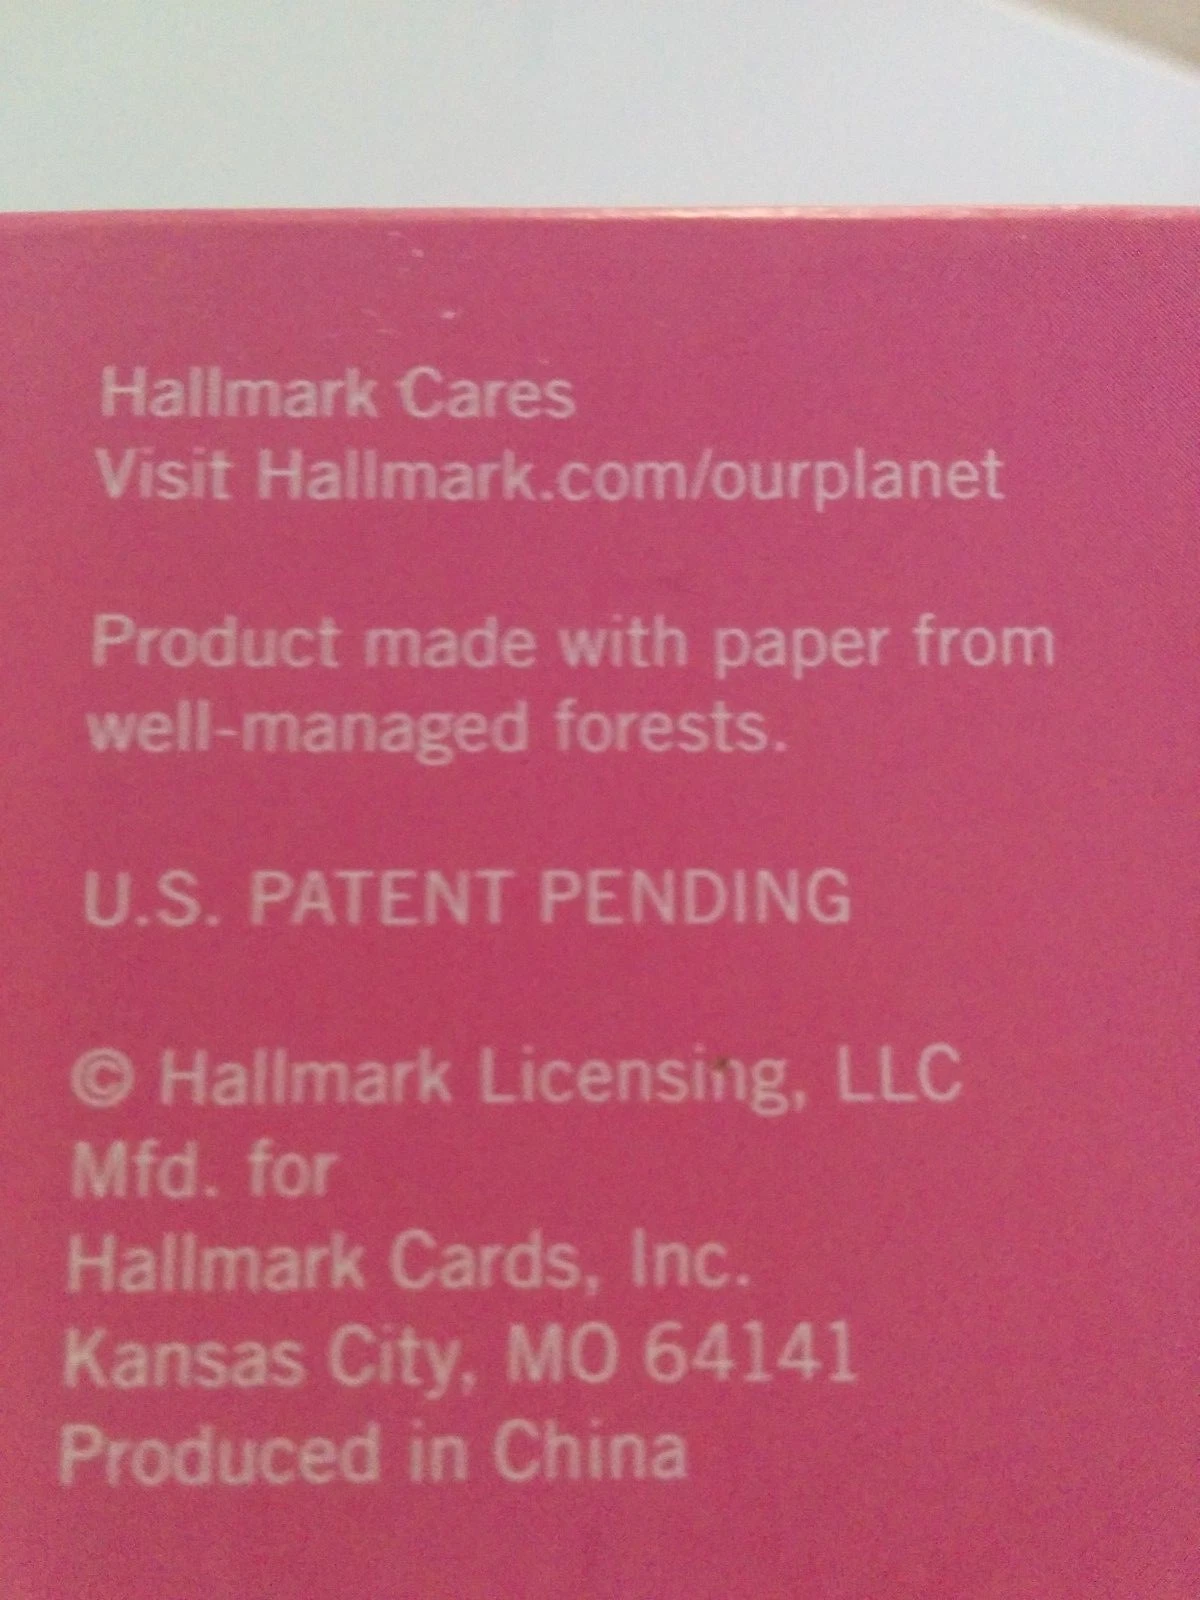 Hallmark Cares
Visit Hallmark.com/ourplanet
Product made with paper from
well-managed forests.
U.S. PATENT PENDING
© Hallmark Licensing, LLC
Mfd. for
Hallmark Cards, Inc.
Kansas City, MO 64141
Produced in China